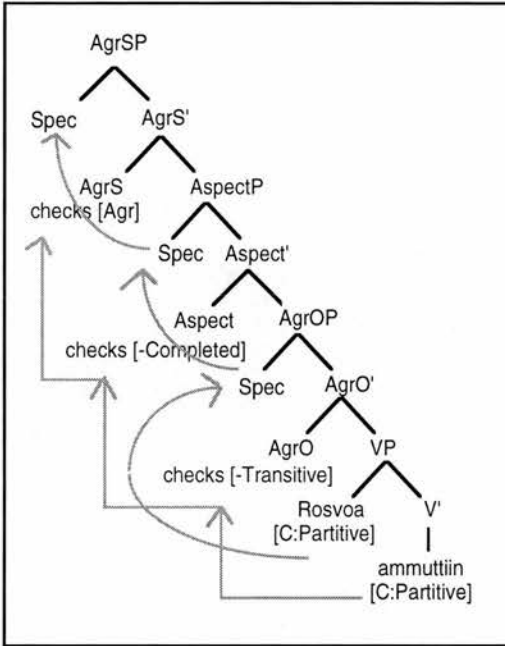 AgrSP
Spec AgrS'
AgrS AspectP
checks [Agr]
Spec Aspect'
Aspect AgrOP
checks [-Completed]
Spec AgrO'
AgrO VP
checks [-Transitive]
Rosvoa V'
[C:Partitive]
ammuttiin
[C:Partitive]